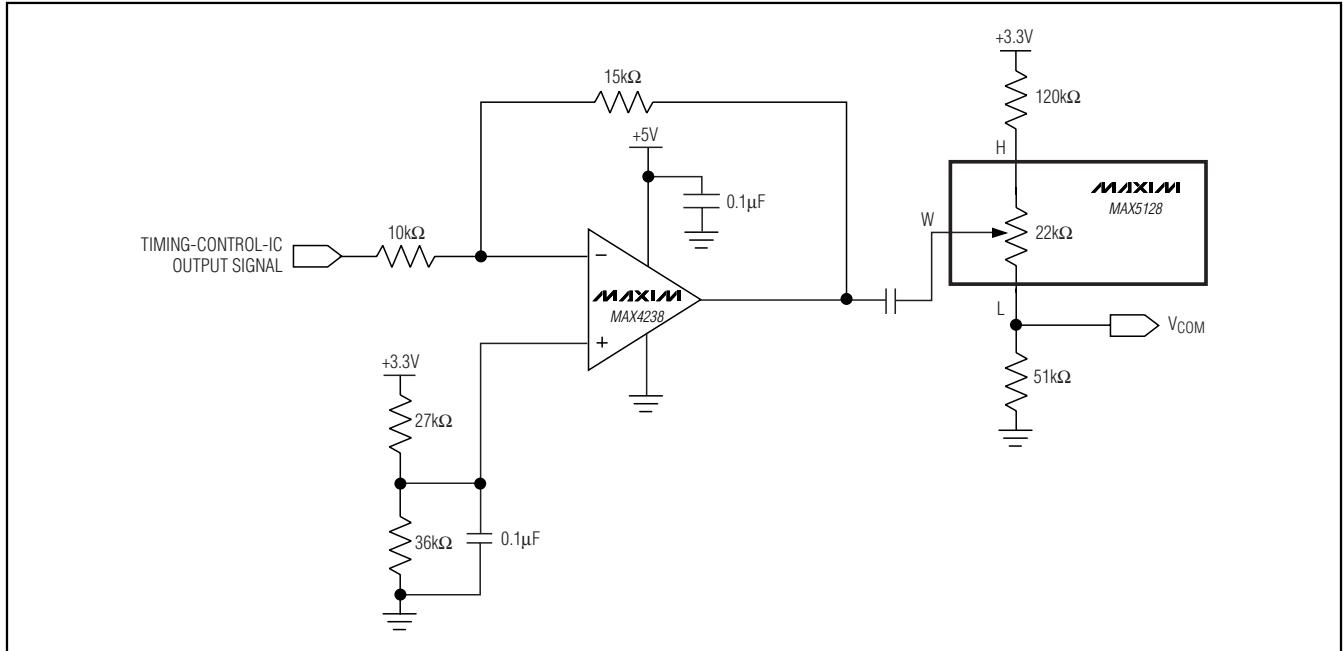 +3.3V
15kΩ
120kΩ
+5V
H
MAXIM
MAX5128
0.1µF
W
22kΩ
TIMING-CONTROL-IC
OUTPUT SIGNAL
10kΩ
−
MAXIM
MAX4238
+
L
VCOM
+3.3V
51kΩ
27kΩ
36kΩ
0.1µF